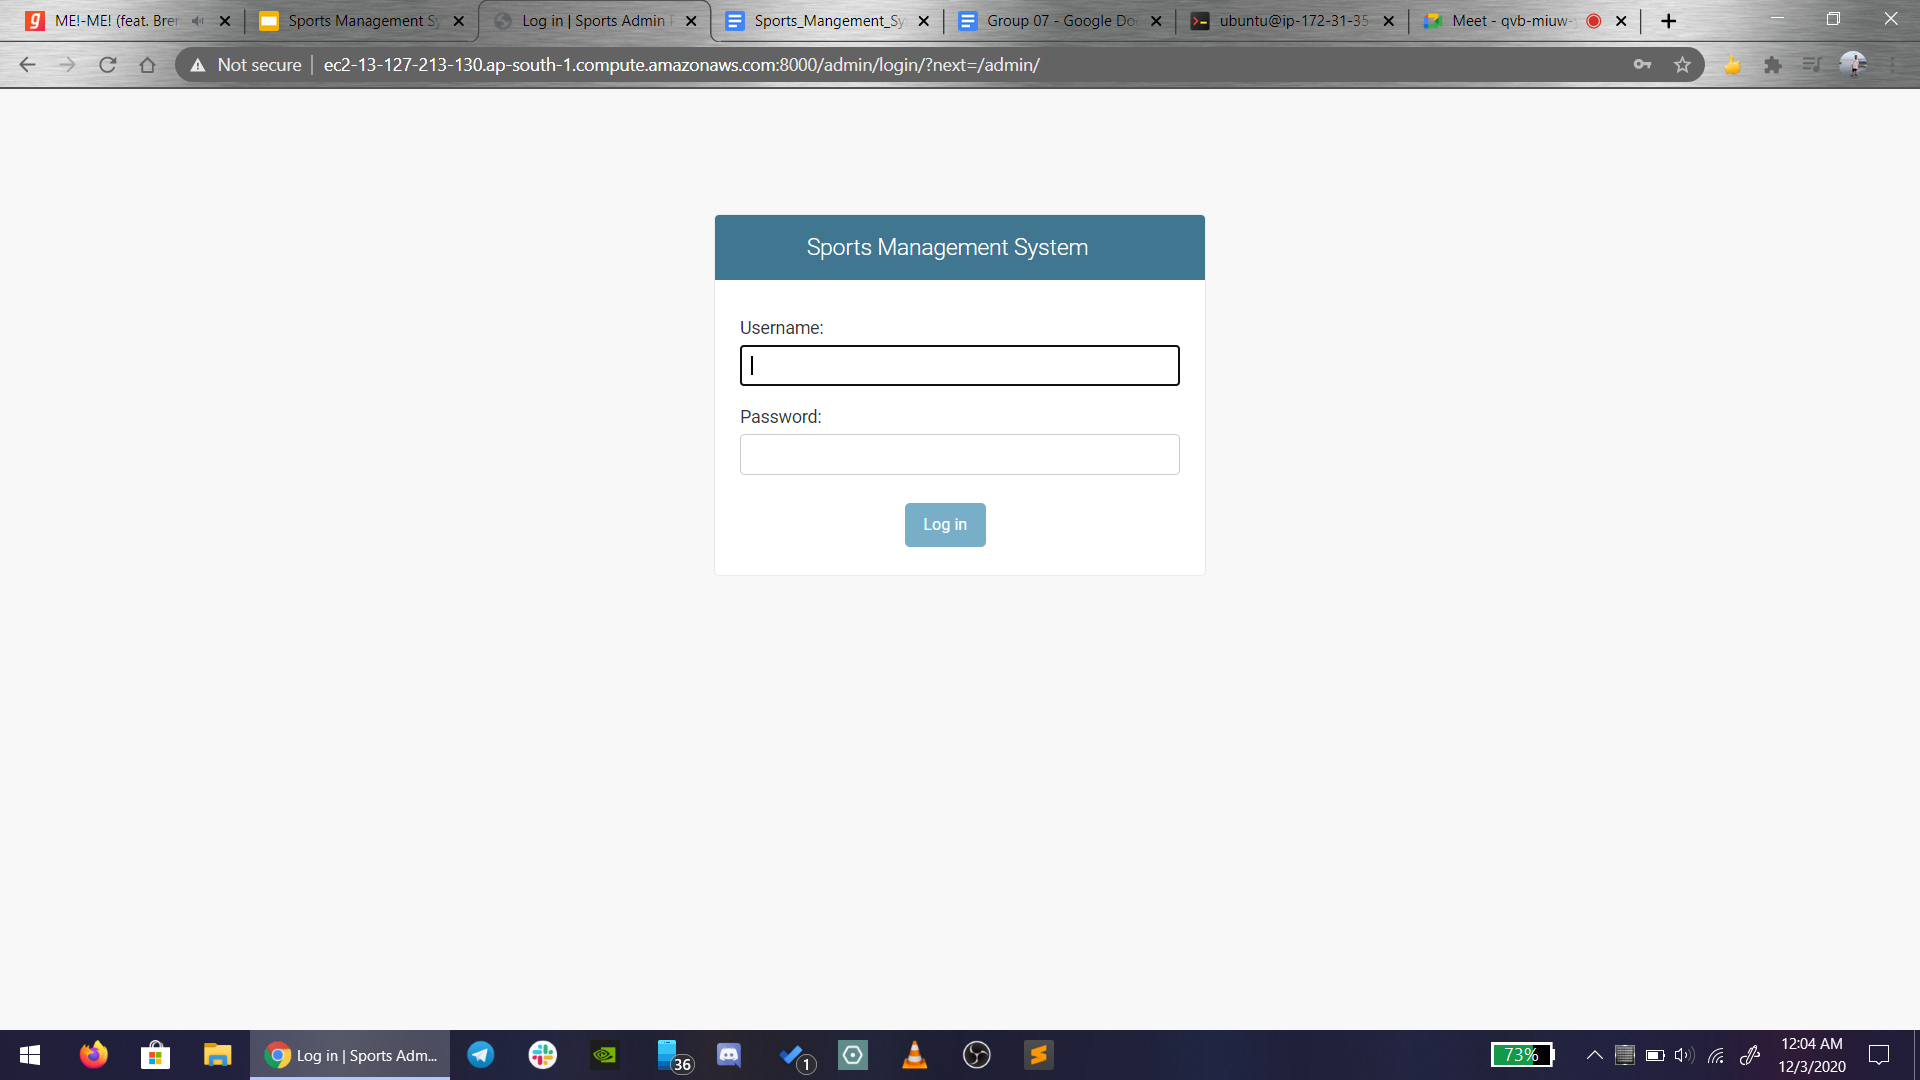 ME!-ME! (feat. Bren
Sports Management Sy
Log in | Sports Admin P
Sports_Mangement_Sy
Group 07 - Google Do
ubuntu@ip-172-31-35
Meet - qvb-miuw-
Not secure
ec2-13-127-213-130.ap-south-1.compute.amazonaws.com:8000/admin/login/?next=/admin/
Sports Management System
Username:
Password:
Log in
Log in | Sports Adm...
36
1
73%
12:04 AM
12/3/2020